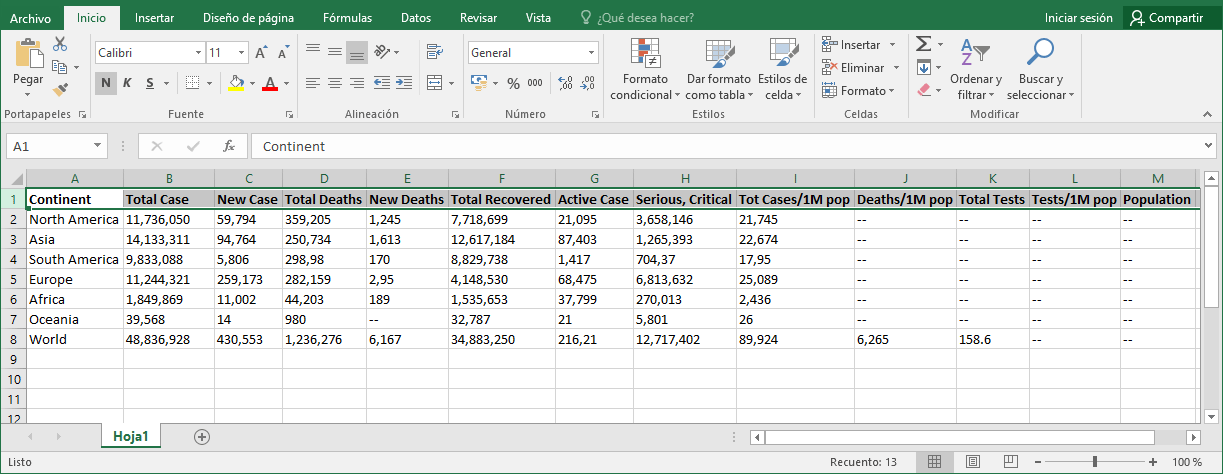 Archivo Inicio Insertar Diseño de página Fórmulas Datos Revisar Vista ¿Qué desea hacer? Iniciar sesión Compartir
Calibri 11 General Insertar
Pegar N K S A % 000 Formato condicional Dar formato como tabla Estilos de celda Eliminar Ordenar y filtrar Buscar y seleccionar
Formato
Portapapeles Fuente Alineación Número Estilos Celdas Modificar
A1 fx Continent
A B C D E F G H I J K L M
1 Continent Total Case New Case Total Deaths New Deaths Total Recovered Active Case Serious, Critical Tot Cases/1M pop Deaths/1M pop Total Tests Tests/1M pop Population
2 North America 11,736,050 59,794 359,205 1,245 7,718,699 21,095 3,658,146 21,745 -- -- -- --
3 Asia 14,133,311 94,764 250,734 1,613 12,617,184 87,403 1,265,393 22,674 -- -- -- --
4 South America 9,833,088 5,806 298,98 170 8,829,738 1,417 704,37 17,95 -- -- -- --
5 Europe 11,244,321 259,173 282,159 2,95 4,148,530 68,475 6,813,632 25,089 -- -- -- --
6 Africa 1,849,869 11,002 44,203 189 1,535,653 37,799 270,013 2,436 -- -- -- --
7 Oceania 39,568 14 980 -- 32,787 21 5,801 26 -- -- -- --
8 World 48,836,928 430,553 1,236,276 6,167 34,883,250 216,21 12,717,402 89,924 6,265 158.6 -- --
9
10
11
12
Hoja1
Listo Recuento: 13 100 %